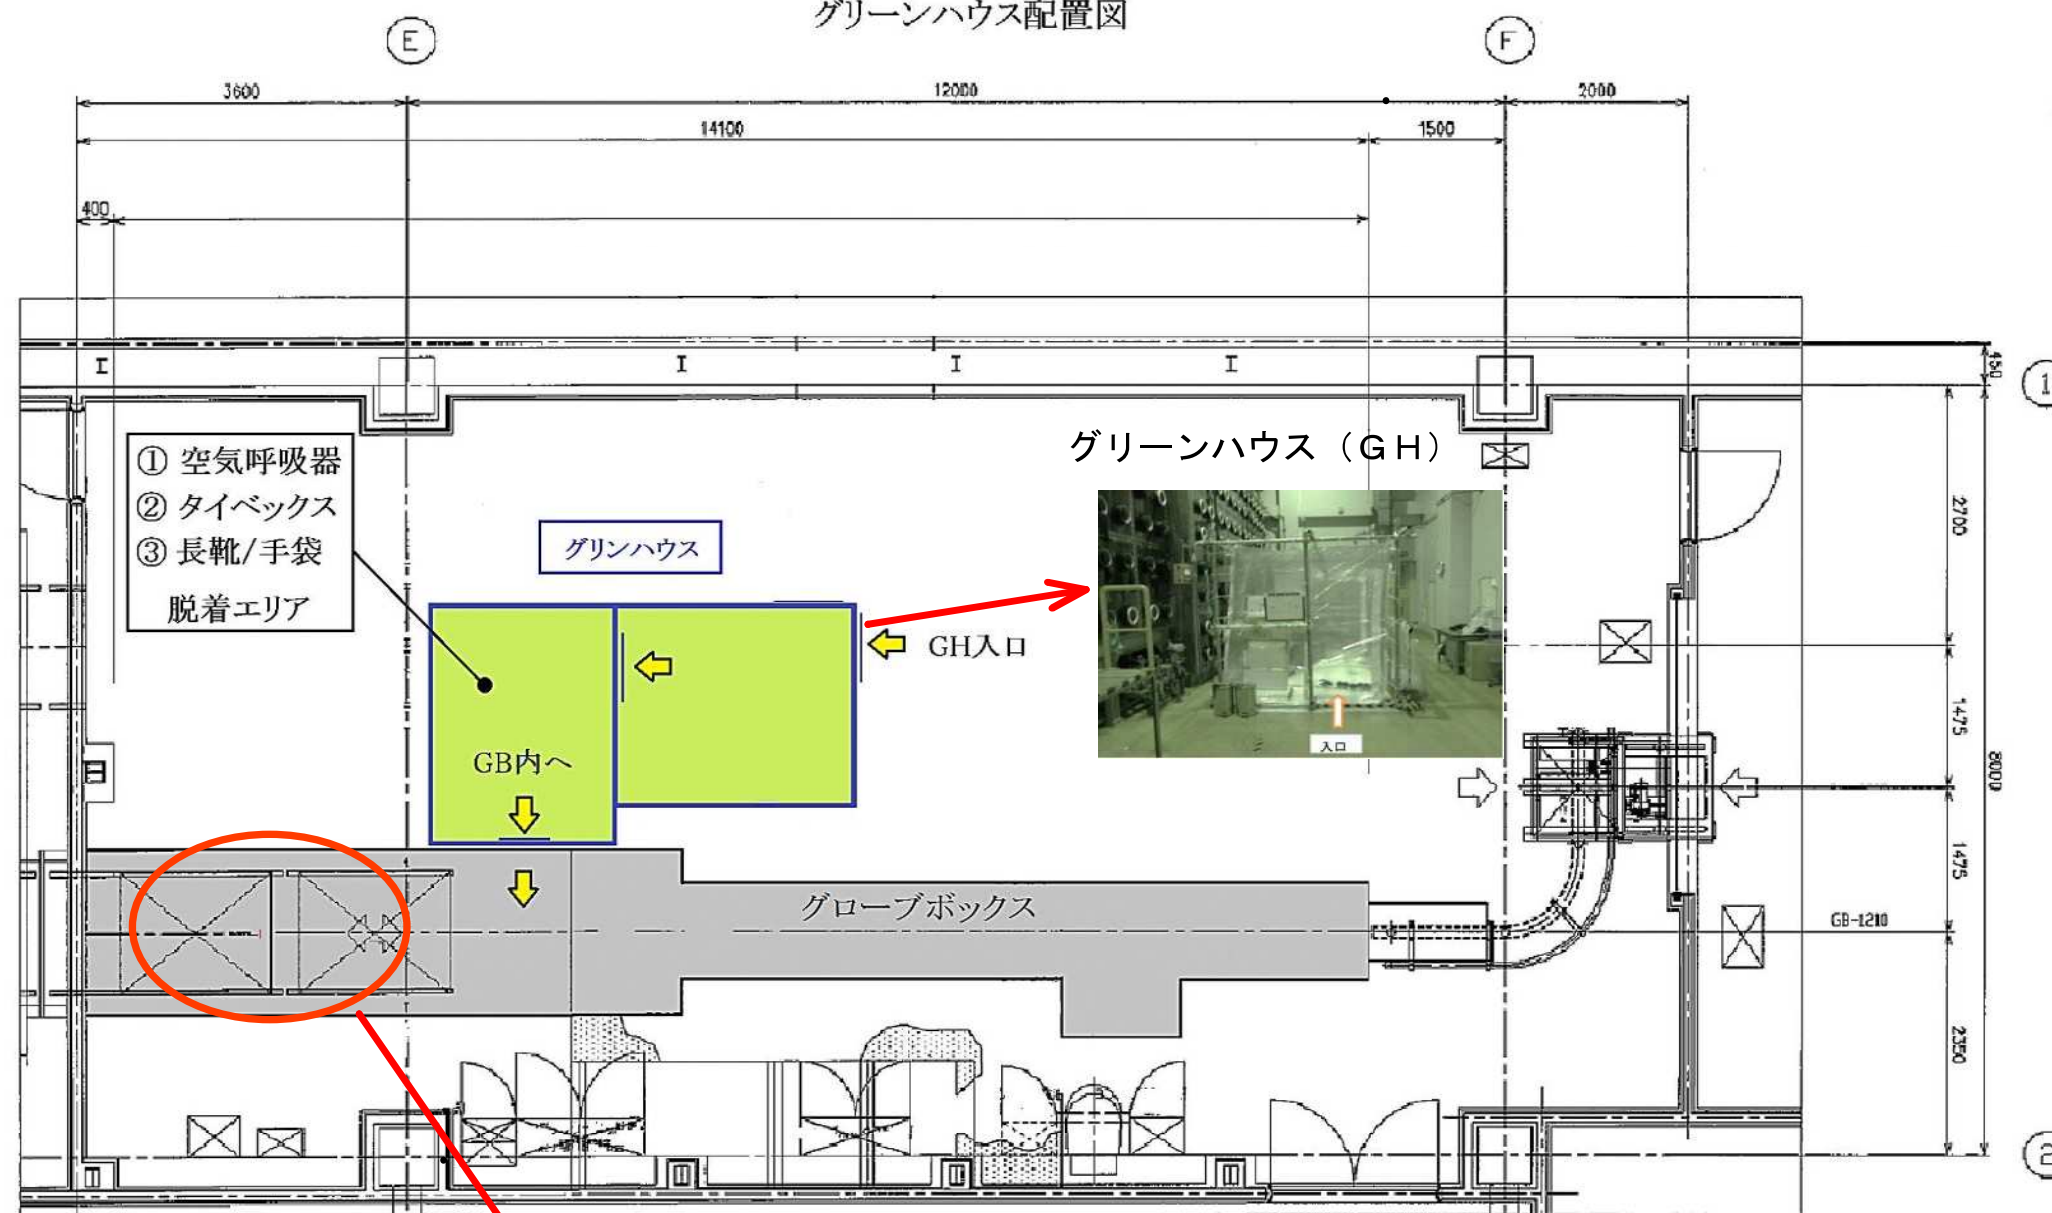 グリーンハウス配置図
E
F
3600
12000
2000
14100
1500
400
450
1
① 空気呼吸器
② タイベックス
③ 長靴/手袋
脱着エリア
グリーンハウス（ＧＨ）
グリンハウス
GH入口
入口
GB内へ
2700
1475
8000
1475
グローブボックス
GB-1210
2350
2